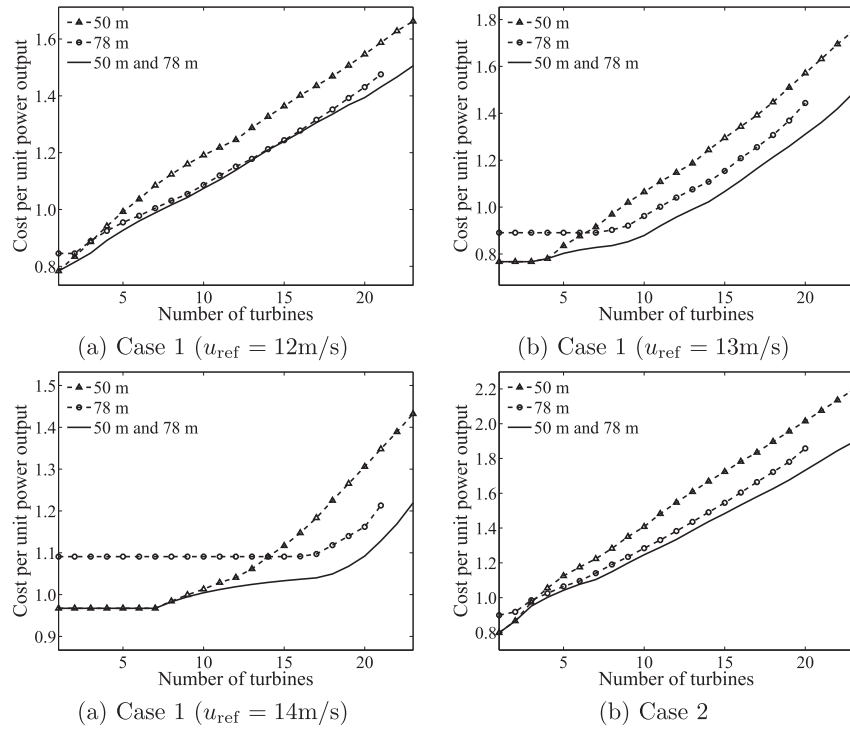 1.6
1.4
1.2
1.0
0.8
Cost per unit power output
50 m
78 m
50 m and 78 m
5
10
15
20
Number of turbines
(a) Case 1 (u_ref = 12m/s)
1.8
1.6
1.4
1.2
1.0
0.8
Cost per unit power output
50 m
78 m
50 m and 78 m
5
10
15
20
Number of turbines
(b) Case 1 (u_ref = 13m/s)
1.5
1.4
1.3
1.2
1.1
1.0
0.9
Cost per unit power output
50 m
78 m
50 m and 78 m
5
10
15
20
Number of turbines
(a) Case 1 (u_ref = 14m/s)
2.2
2.0
1.8
1.6
1.4
1.2
1.0
0.8
Cost per unit power output
50 m
78 m
50 m and 78 m
5
10
15
20
Number of turbines
(b) Case 2